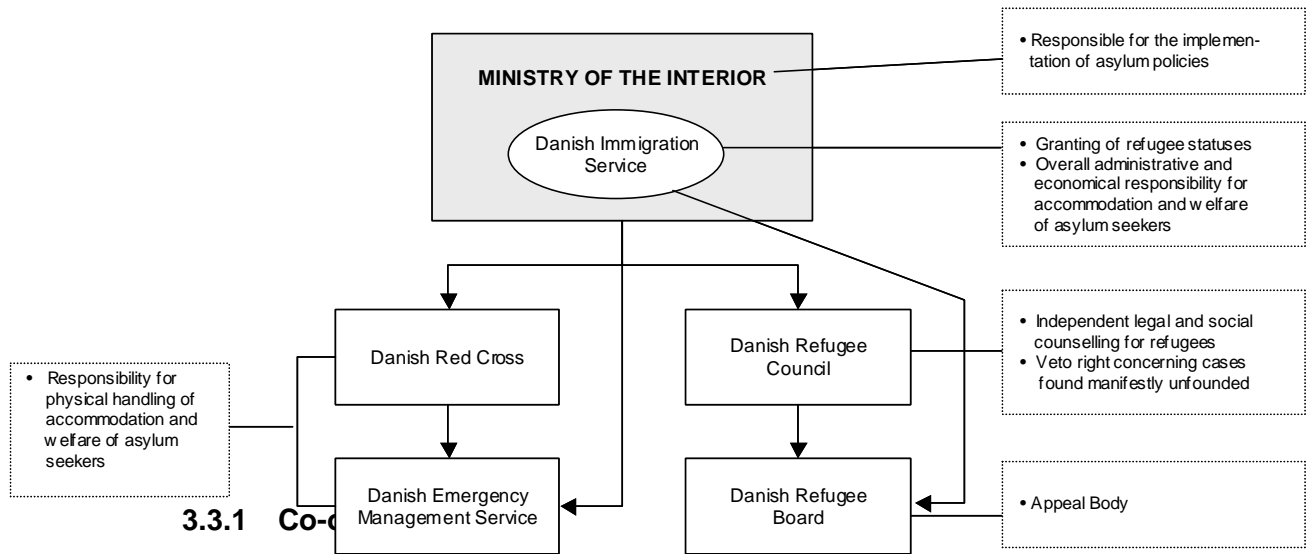 • Responsible for the implemen-
tation of asylum policies
MINISTRY OF THE INTERIOR
Danish Immigration
Service
• Granting of refugee statuses
• Overall administrative and
economical responsibility for
accommodation and welfare
of asylum seekers
Danish Red Cross
Danish Refugee
Council
• Independent legal and social
counselling for refugees
• Veto right concerning cases
found manifestly unfounded
• Responsibility for
physical handling of
accommodation and
welfare of asylum
seekers
Danish Emergency
Management Service
Danish Refugee
Board
• Appeal Body
3.3.1